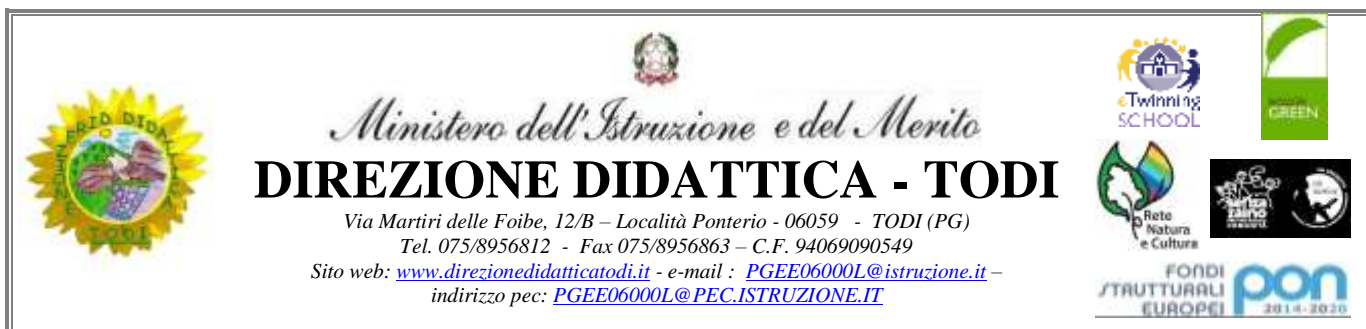 Ministero dell'Istruzione e del Merito
DIREZIONE DIDATTICA - TODI
Via Martiri delle Foibe, 12/B – Località Ponterio - 06059 - TODI (PG)
Tel. 075/8956812 - Fax 075/8956863 – C.F. 94069090549
Sito web: www.direzionedidatticatodi.it - e-mail : PGEE06000L@istruzione.it –
indirizzo pec: PGEE06000L@PEC.ISTRUZIONE.IT
TODI
eTwinning
SCHOOL
GREEN
Rete
Natura
e Cultura
FONDI
STRUTTURALI
EUROPEI
pon
2014-2020